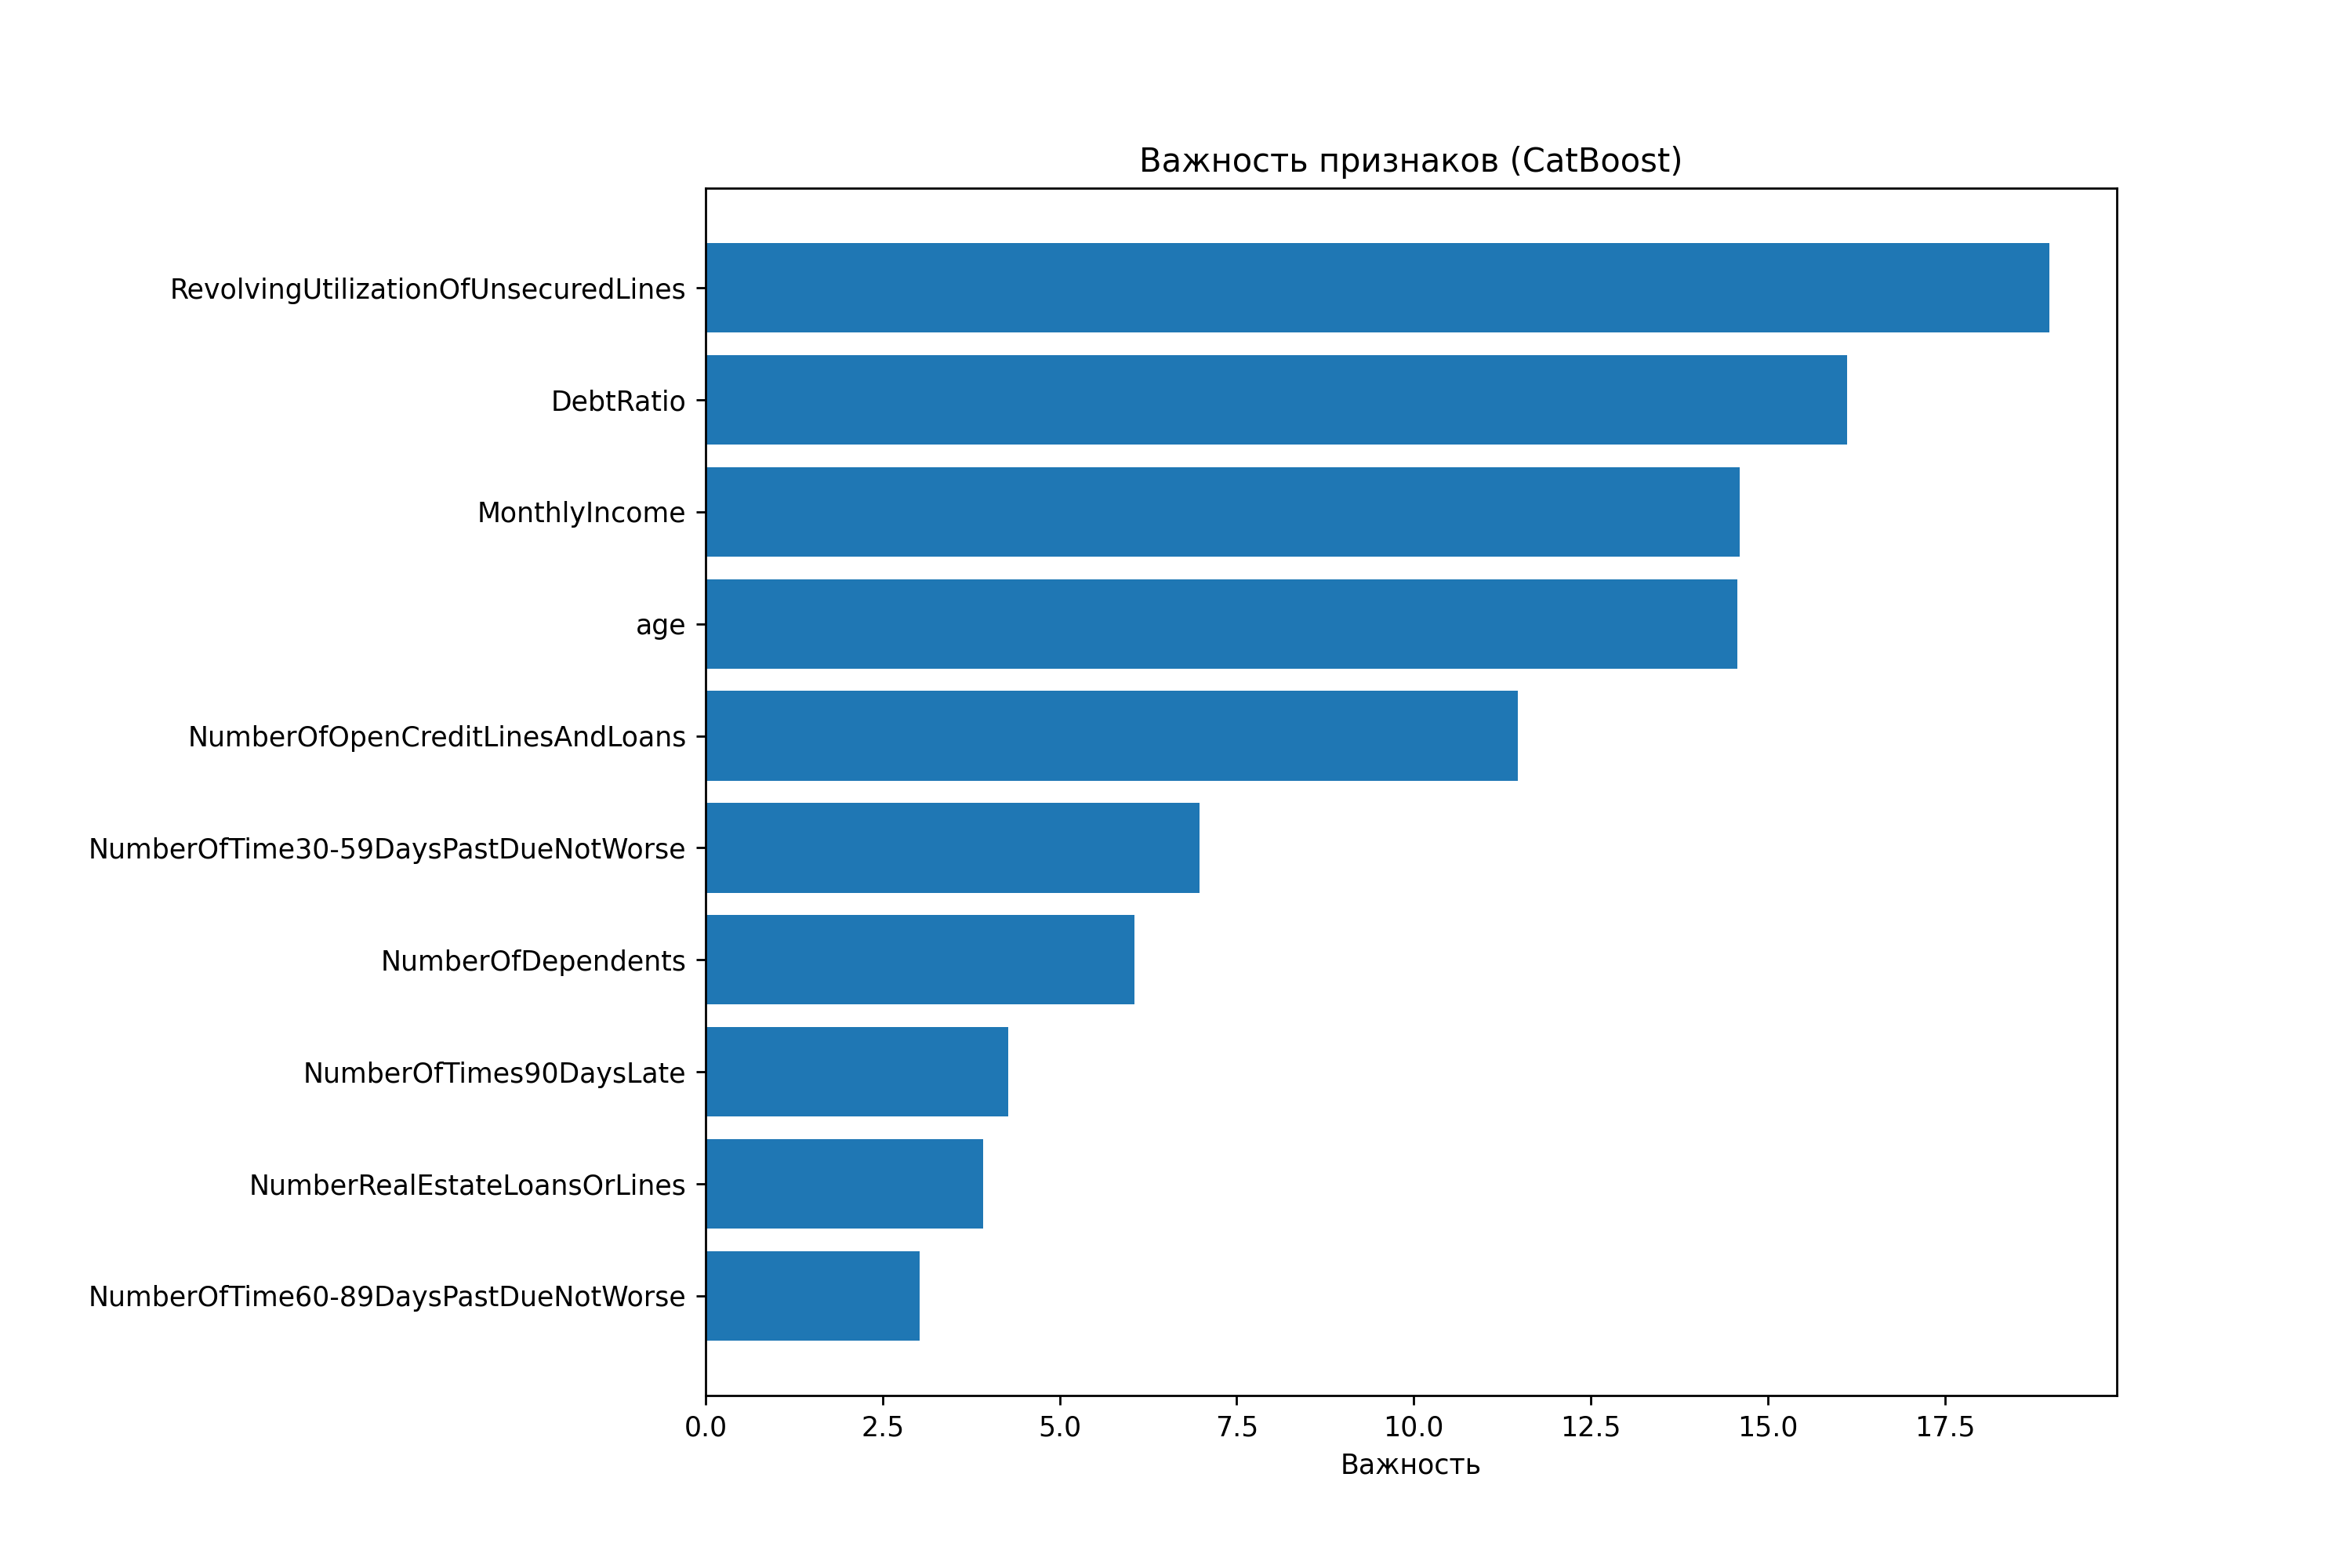 Важность признаков (CatBoost)
RevolvingUtilizationOfUnsecuredLines
DebtRatio
MonthlyIncome
age
NumberOfOpenCreditLinesAndLoans
NumberOfTime30-59DaysPastDueNotWorse
NumberOfDependents
NumberOfTimes90DaysLate
NumberRealEstateLoansOrLines
NumberOfTime60-89DaysPastDueNotWorse
0.0 2.5 5.0 7.5 10.0 12.5 15.0 17.5
Важность